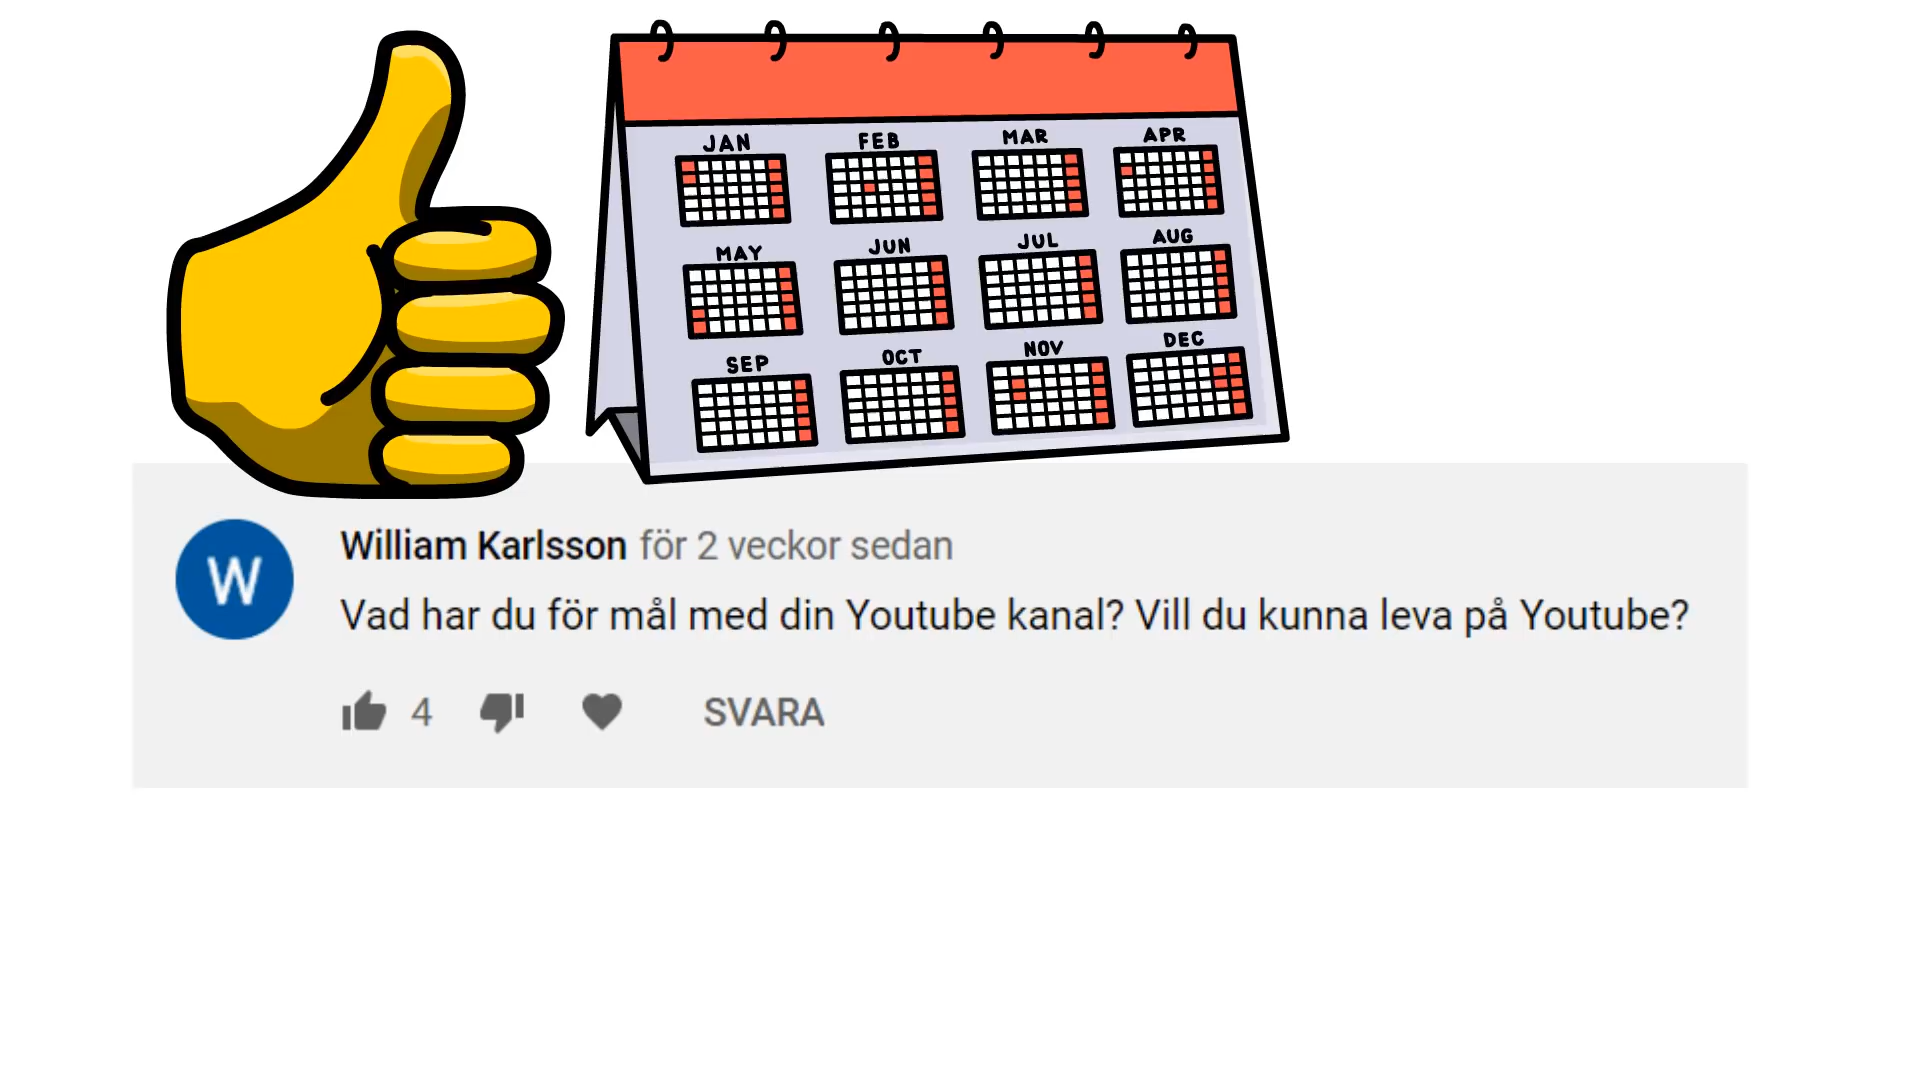 JAN FEB MAR APR
MAY JUN JUL AUG
SEP OCT NOV DEC
W
William Karlsson för 2 veckor sedan
Vad har du för mål med din Youtube kanal? Vill du kunna leva på Youtube?
4 SVARA